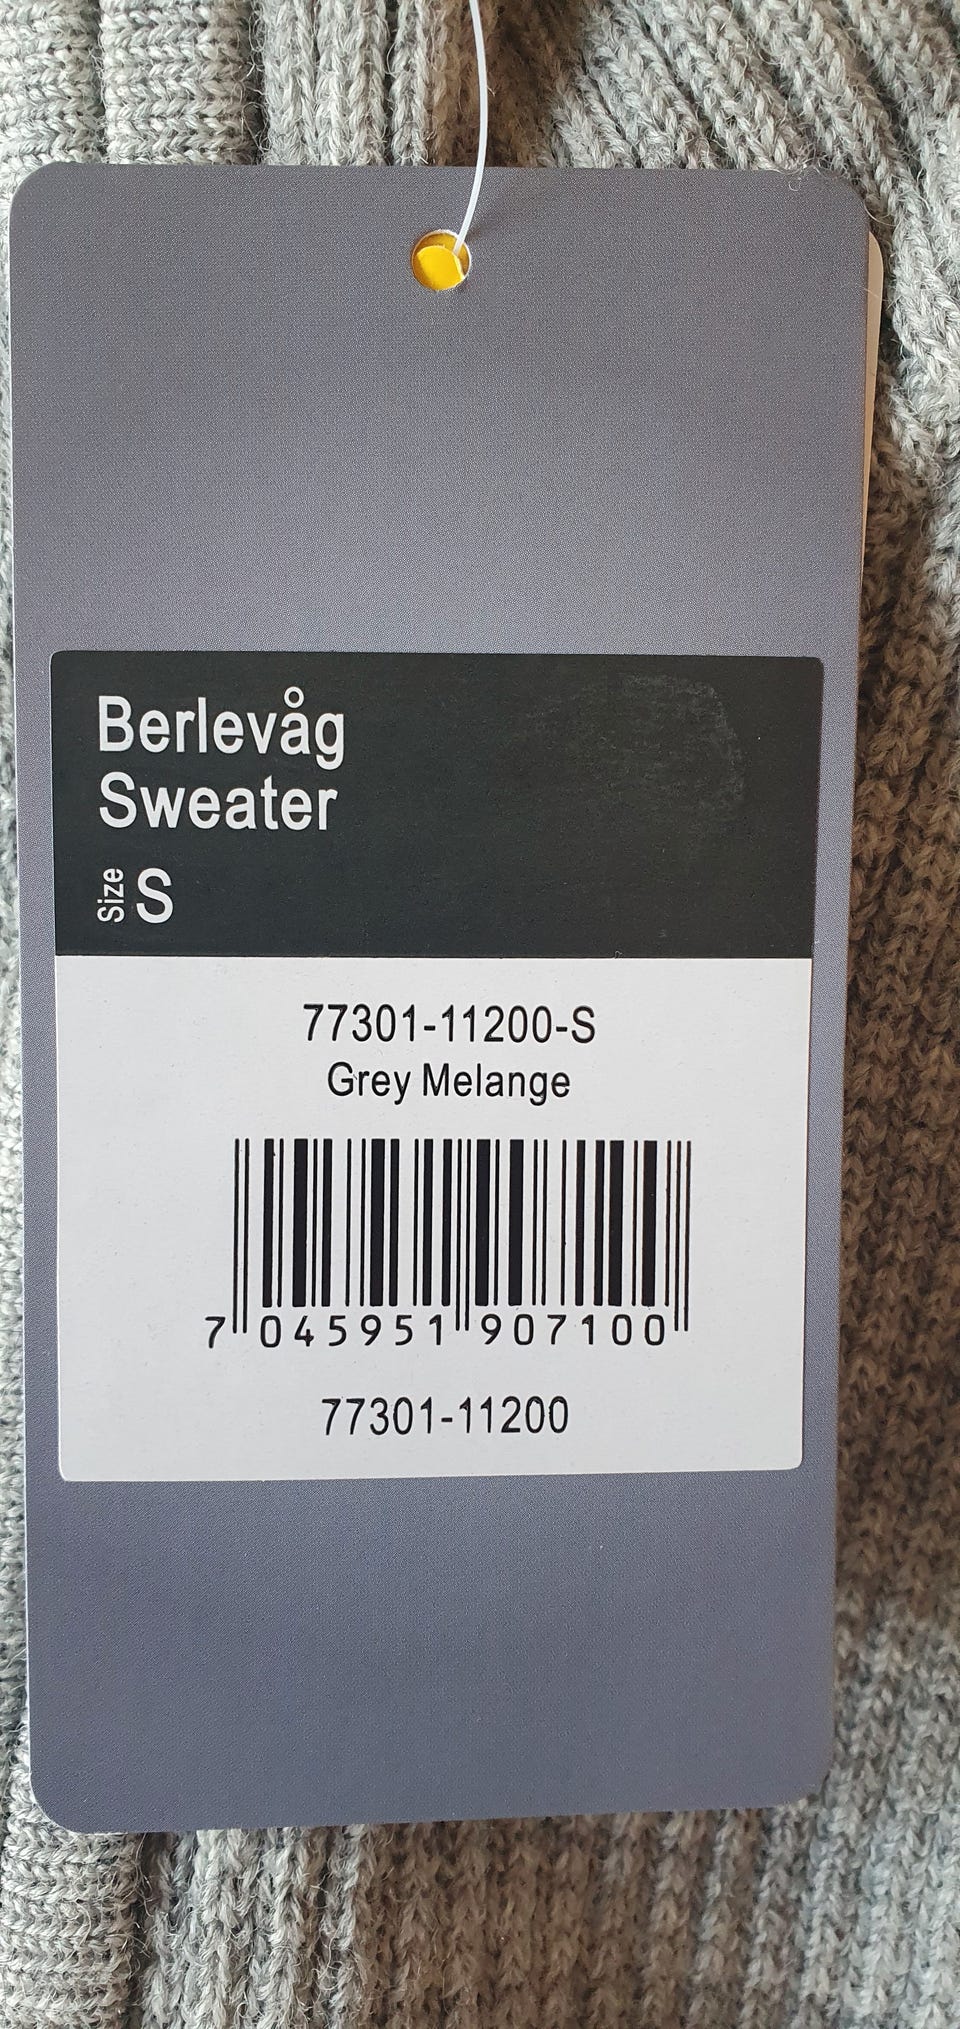 Berlevåg
Sweater
Size S
77301-11200-S
Grey Melange
7 045951 907100
77301-11200